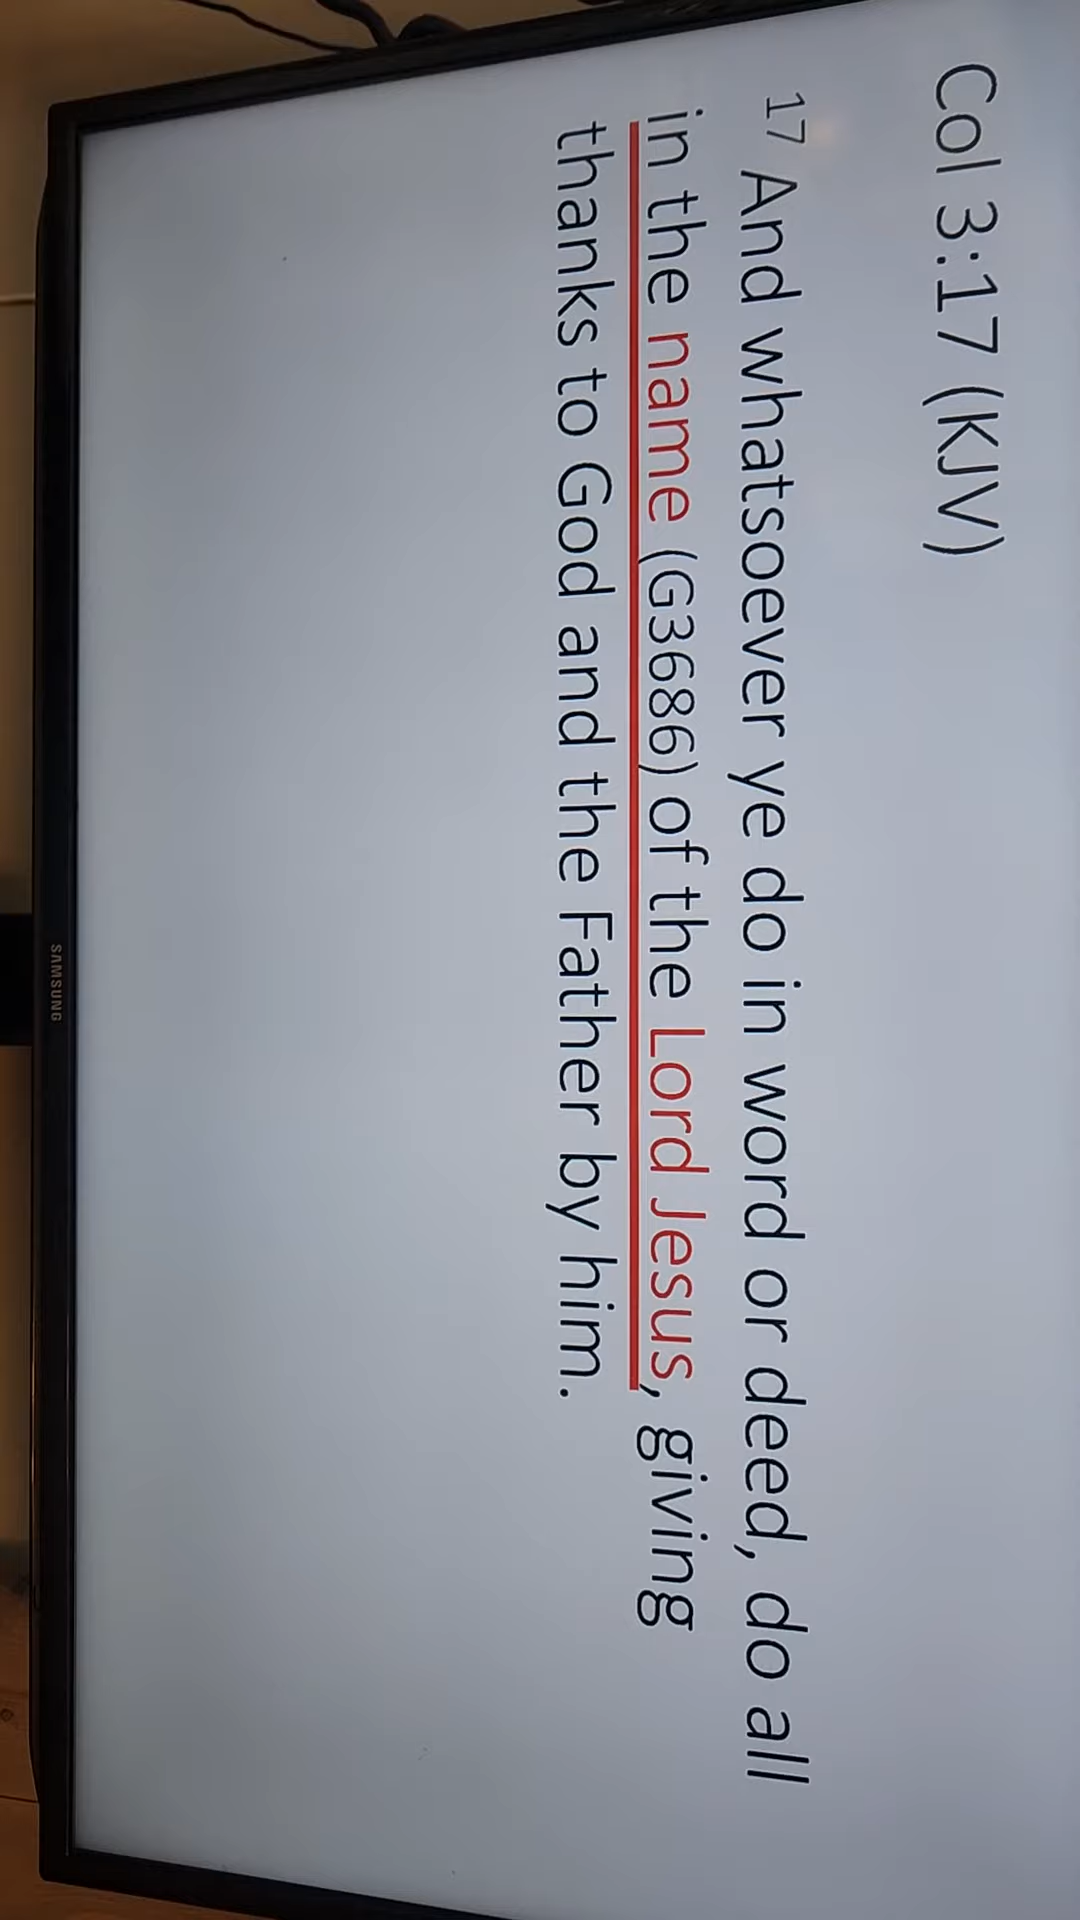 Col 3:17 (KJV)
17 And whatsoever ye do in word or deed, do all
in the name (G3686) of the Lord Jesus, giving
thanks to God and the Father by him.
SAMSUNG